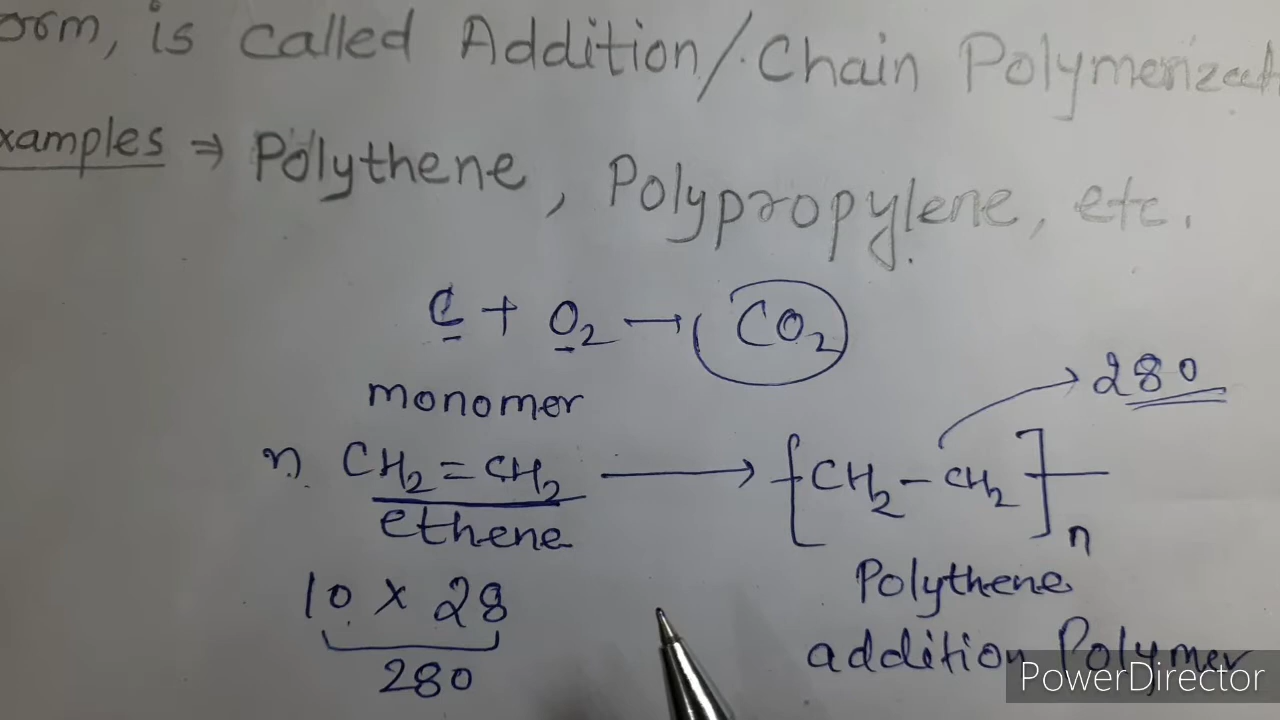 orm, is called Addition/Chain Polymerizat
xamples ⇒ Polythene, Polypropylene, etc.
C + O₂ → CO₂
280
monomer
n CH₂=CH₂ → [CH₂-CH₂]n
ethene
Polythene
10 × 28
280
addition Polymer
PowerDirector